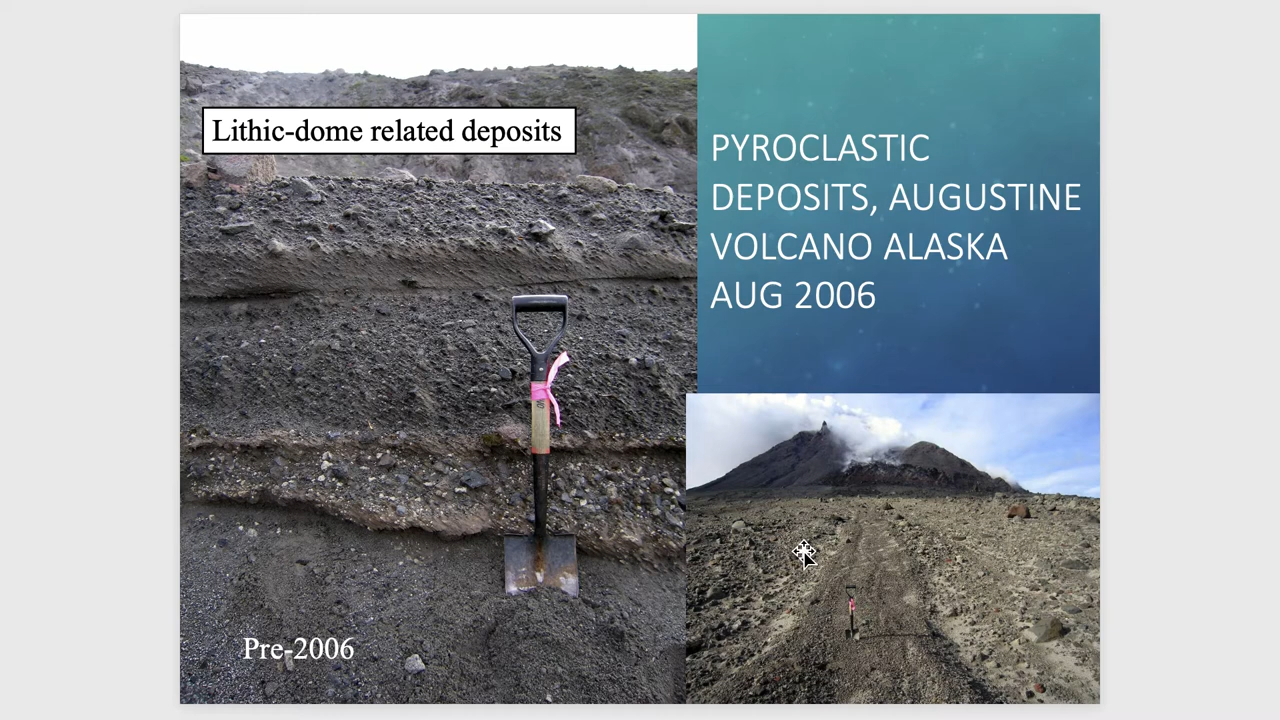 Lithic-dome related deposits
PYROCLASTIC
DEPOSITS, AUGUSTINE
VOLCANO ALASKA
AUG 2006
Pre-2006